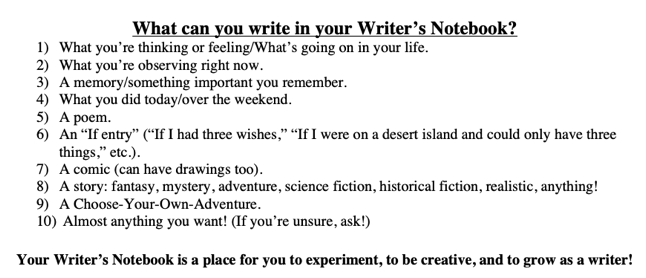 What can you write in your Writer’s Notebook?
1) What you’re thinking or feeling/What’s going on in your life.
2) What you’re observing right now.
3) A memory/something important you remember.
4) What you did today/over the weekend.
5) A poem.
6) An “If entry” (“If I had three wishes,” “If I were on a desert island and could only have three
things,” etc.).
7) A comic (can have drawings too).
8) A story: fantasy, mystery, adventure, science fiction, historical fiction, realistic, anything!
9) A Choose-Your-Own-Adventure.
10) Almost anything you want! (If you’re unsure, ask!)
Your Writer’s Notebook is a place for you to experiment, to be creative, and to grow as a writer!